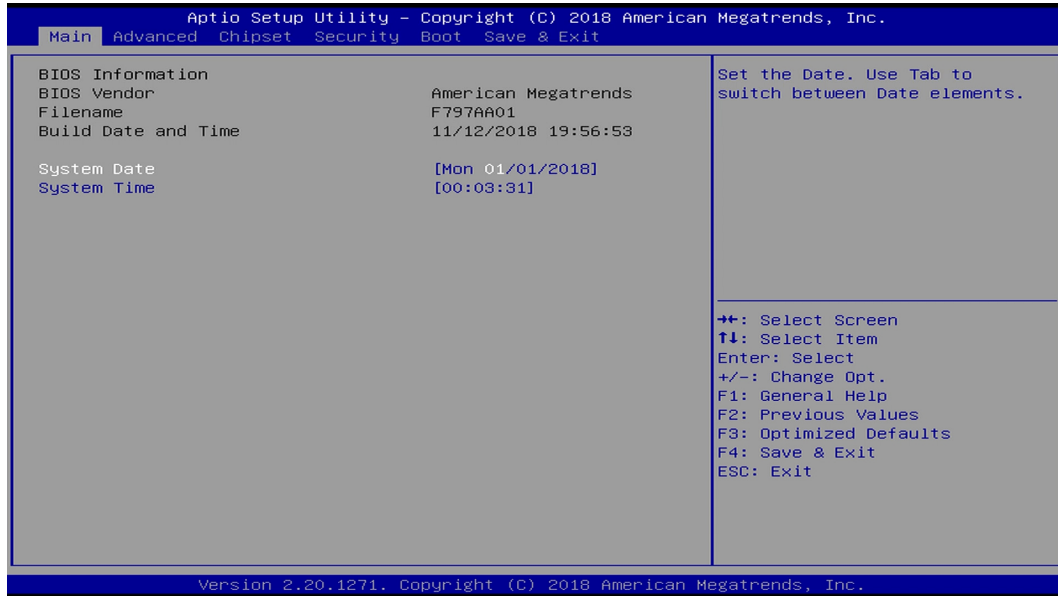 Aptio Setup Utility – Copyright (C) 2018 American Megatrends, Inc.
Main Advanced Chipset Security Boot Save & Exit
BIOS Information
BIOS Vendor American Megatrends
Filename F797AA01
Build Date and Time 11/12/2018 19:56:53
System Date [Mon 01/01/2018]
System Time [00:03:31]
Set the Date. Use Tab to
switch between Date elements.
→←: Select Screen
↑↓: Select Item
Enter: Select
+/-: Change Opt.
F1: General Help
F2: Previous Values
F3: Optimized Defaults
F4: Save & Exit
ESC: Exit
Version 2.20.1271. Copyright (C) 2018 American Megatrends, Inc.